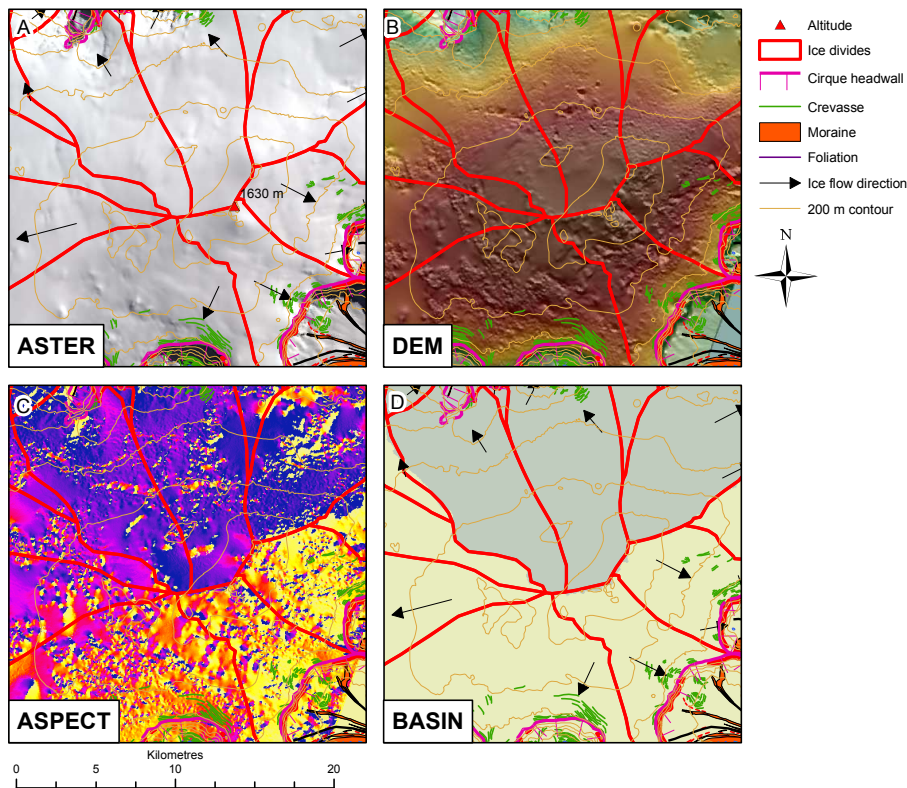 A
630 m
ASTER
B
DEM
Altitude
Ice divides
Cirque headwall
Crevasse
Moraine
Foliation
Ice flow direction
200 m contour
N
C
ASPECT
D
BASIN
Kilometres
0 5 10 20